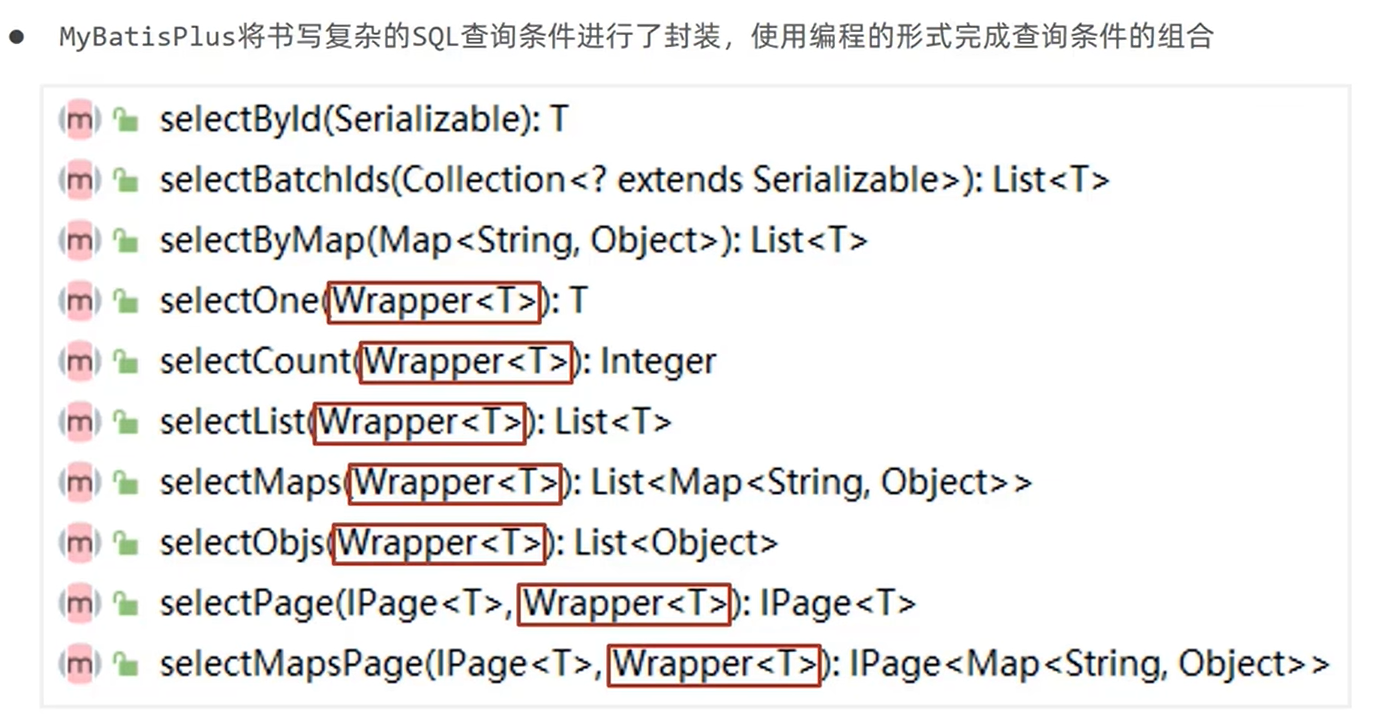 ● MyBatisPlus将书写复杂的SQL查询条件进行了封装，使用编程的形式完成查询条件的组合
m selectById(Serializable): T
m selectBatchIds(Collection<? extends Serializable>): List<T>
m selectByMap(Map<String, Object>): List<T>
m selectOne(Wrapper<T>): T
m selectCount(Wrapper<T>): Integer
m selectList(Wrapper<T>): List<T>
m selectMaps(Wrapper<T>): List<Map<String, Object>>
m selectObjs(Wrapper<T>): List<Object>
m selectPage(IPage<T>, Wrapper<T>): IPage<T>
m selectMapsPage(IPage<T>, Wrapper<T>): IPage<Map<String, Object>>